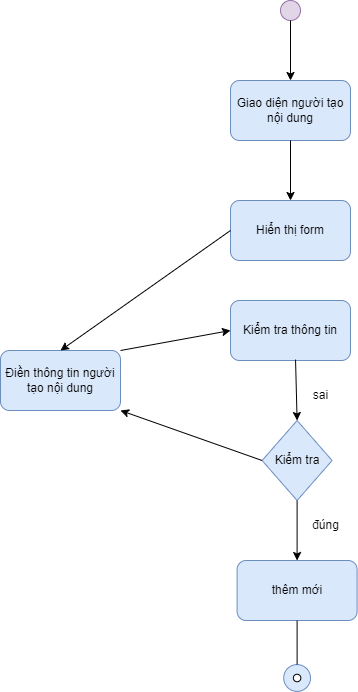 Giao diện người tạo
nội dung
Hiển thị form
Kiểm tra thông tin
Điền thông tin người
tạo nội dung
sai
Kiểm tra
đúng
thêm mới